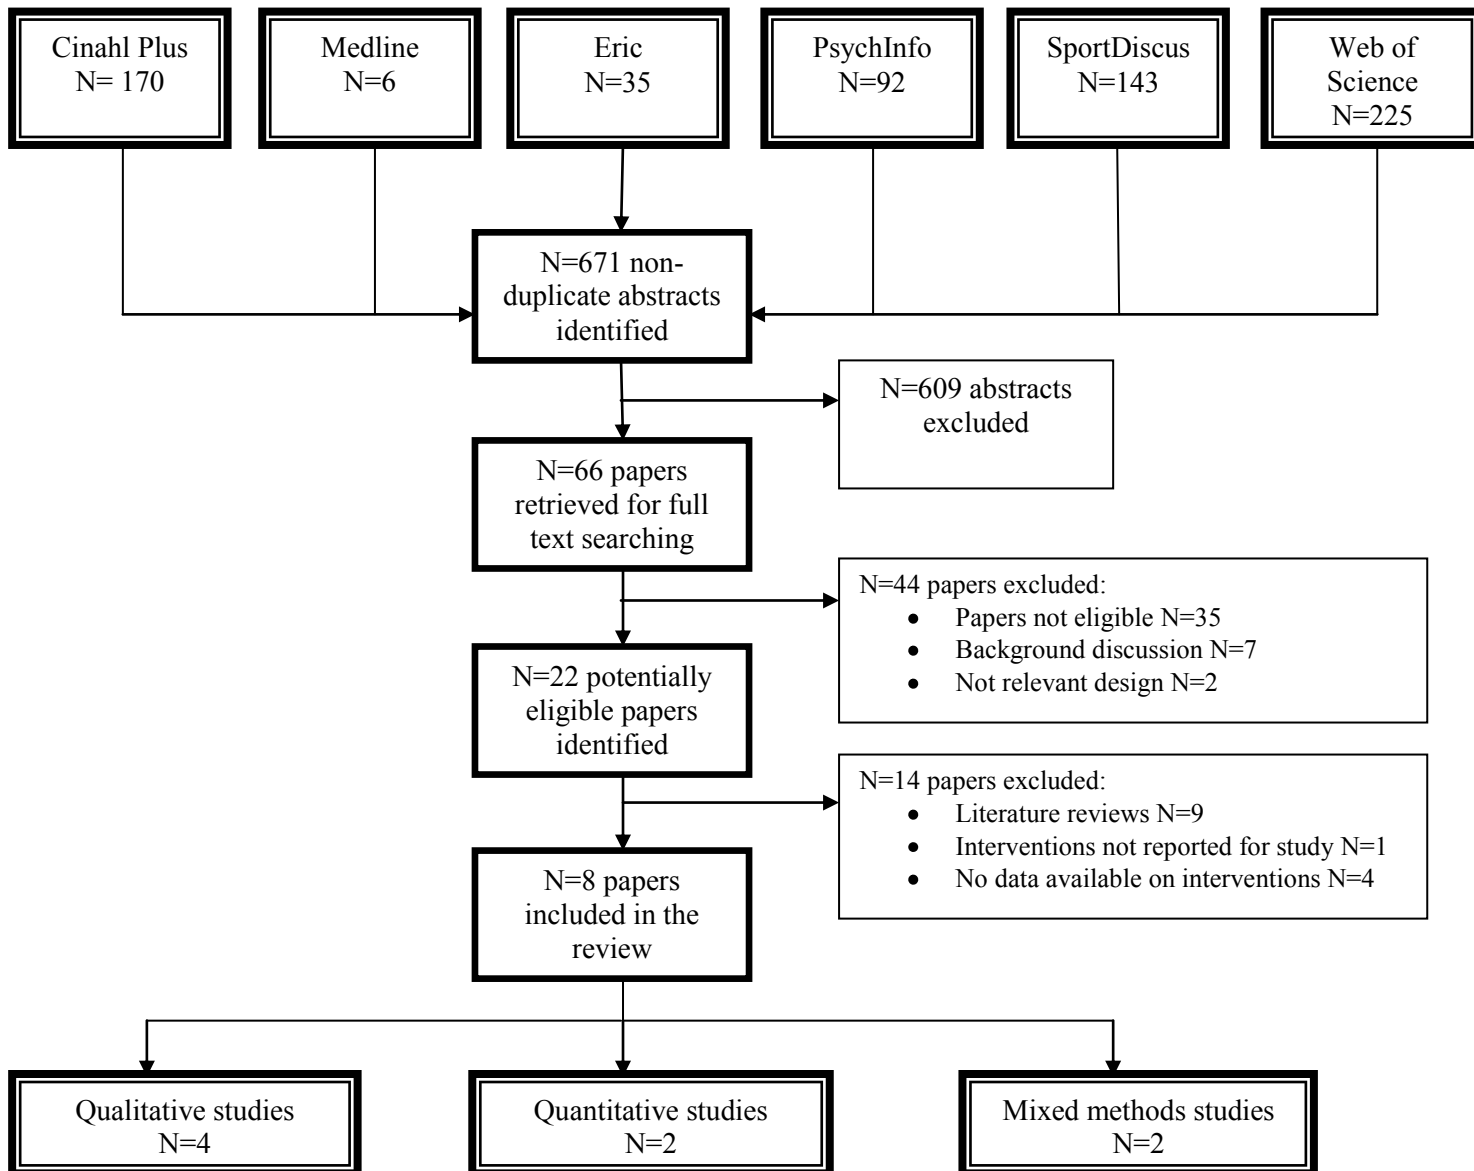 Cinahl Plus
N= 170
Medline
N=6
Eric
N=35
PsychInfo
N=92
SportDiscus
N=143
Web of
Science
N=225
N=671 non-
duplicate abstracts
identified
N=609 abstracts
excluded
N=66 papers
retrieved for full
text searching
N=44 papers excluded:
• Papers not eligible N=35
• Background discussion N=7
• Not relevant design N=2
N=22 potentially
eligible papers
identified
N=14 papers excluded:
• Literature reviews N=9
• Interventions not reported for study N=1
• No data available on interventions N=4
N=8 papers
included in the
review
Qualitative studies
N=4
Quantitative studies
N=2
Mixed methods studies
N=2